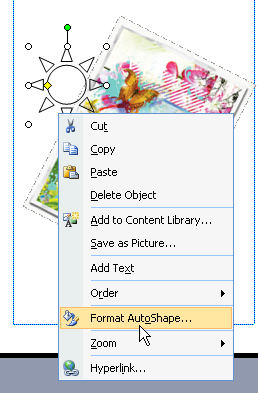 Cut
Copy
Paste
Delete Object
Add to Content Library...
Save as Picture...
Add Text
Order
Format AutoShape...
Zoom
Hyperlink...